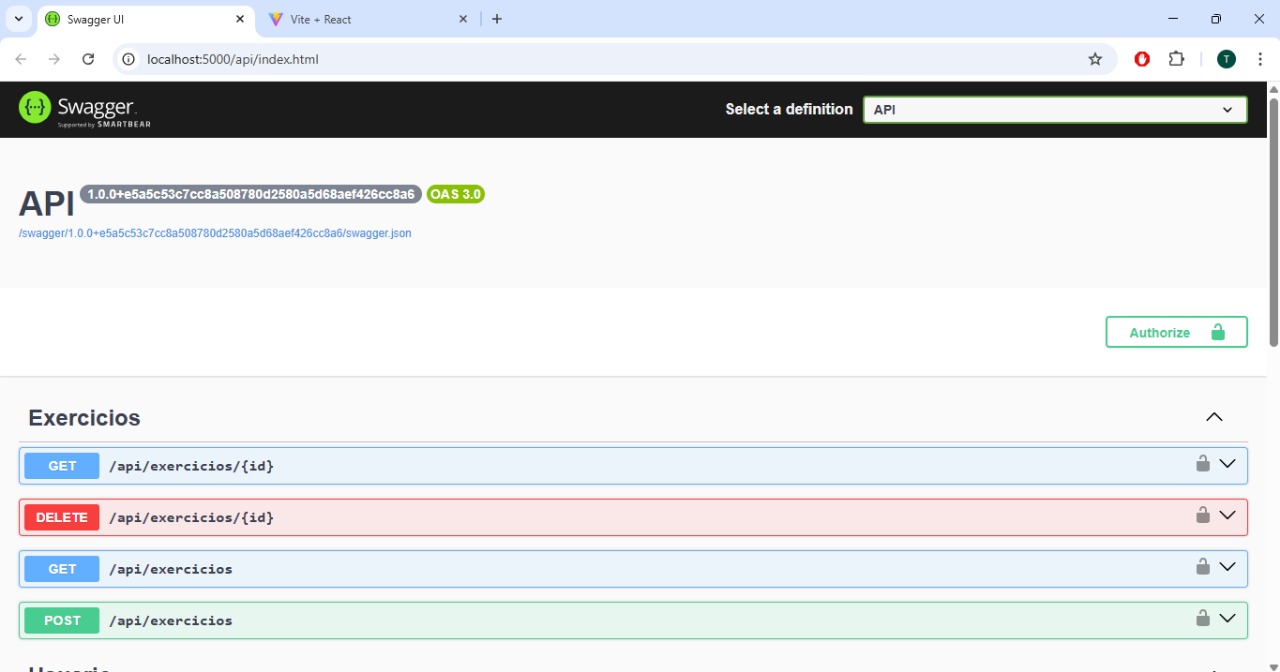 Swagger UI
Vite + React
localhost:5000/api/index.html
T
Swagger
Supported by SMARTBEAR
Select a definition
API
API 1.0.0+e5a5c53c7cc8a508780d2580a5d68aef426cc8a6 OAS 3.0
/swagger/1.0.0+e5a5c53c7cc8a508780d2580a5d68aef426cc8a6/swagger.json
Authorize
Exercicios
GET /api/exercicios/{id}
DELETE /api/exercicios/{id}
GET /api/exercicios
POST /api/exercicios